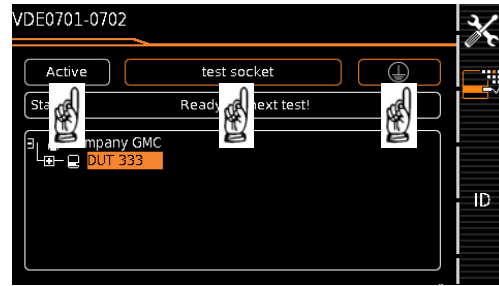 VDE0701-0702
Active
test socket
Sta
Ready
next test!
mpany GMC
DUT 333
ID